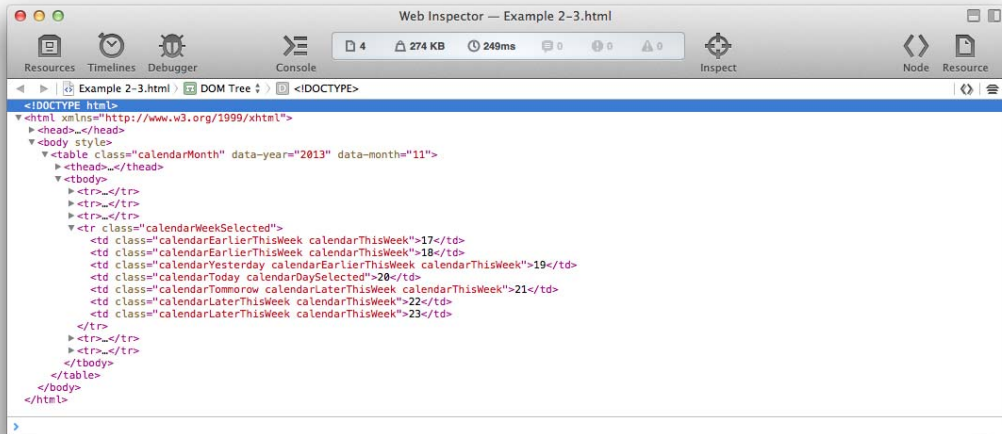 Web Inspector — Example 2-3.html
4 274 KB 249ms 0 0 0
Resources Timelines Debugger Console Inspect Node Resource
Example 2-3.html DOM Tree <!DOCTYPE>
<!DOCTYPE html>
<html xmlns="http://www.w3.org/1999/xhtml">
<head>…</head>
<body style>
<table class="calendarMonth" data-year="2013" data-month="11">
<thead>…</thead>
<tbody>
<tr>…</tr>
<tr>…</tr>
<tr>…</tr>
<tr class="calendarWeekSelected">
<td class="calendarEarlierThisWeek calendarThisWeek">17</td>
<td class="calendarEarlierThisWeek calendarThisWeek">18</td>
<td class="calendarYesterday calendarEarlierThisWeek calendarThisWeek">19</td>
<td class="calendarToday calendarDaySelected">20</td>
<td class="calendarTommorow calendarLaterThisWeek calendarThisWeek">21</td>
<td class="calendarLaterThisWeek calendarThisWeek">22</td>
<td class="calendarLaterThisWeek calendarThisWeek">23</td>
</tr>
<tr>…</tr>
<tr>…</tr>
</tbody>
</table>
</body>
</html>